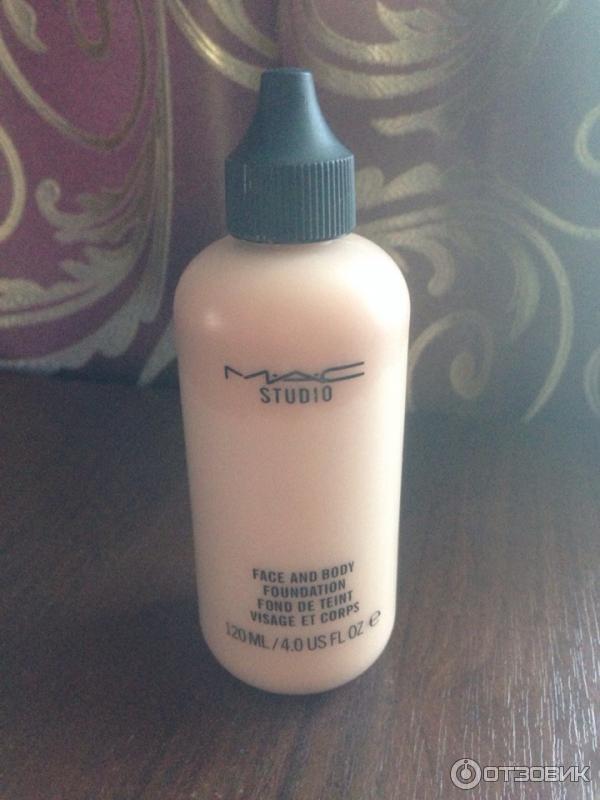 M·A·C
STUDIO
FACE AND BODY
FOUNDATION
FOND DE TEINT
VISAGE ET CORPS
120 ML / 4.0 US FL OZ ℮
ОТЗОВИК